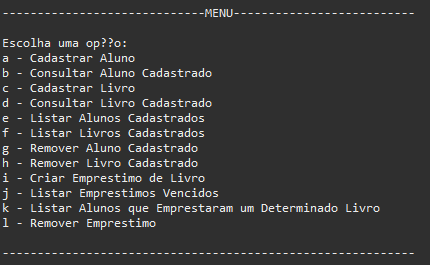 -----------------------------MENU--------------------------
Escolha uma op??o:
a - Cadastrar Aluno
b - Consultar Aluno Cadastrado
c - Cadastrar Livro
d - Consultar Livro Cadastrado
e - Listar Alunos Cadastrados
f - Listar Livros Cadastrados
g - Remover Aluno Cadastrado
h - Remover Livro Cadastrado
i - Criar Emprestimo de Livro
j - Listar Emprestimos Vencidos
k - Listar Alunos que Emprestaram um Determinado Livro
l - Remover Emprestimo
-----------------------------------------------------------